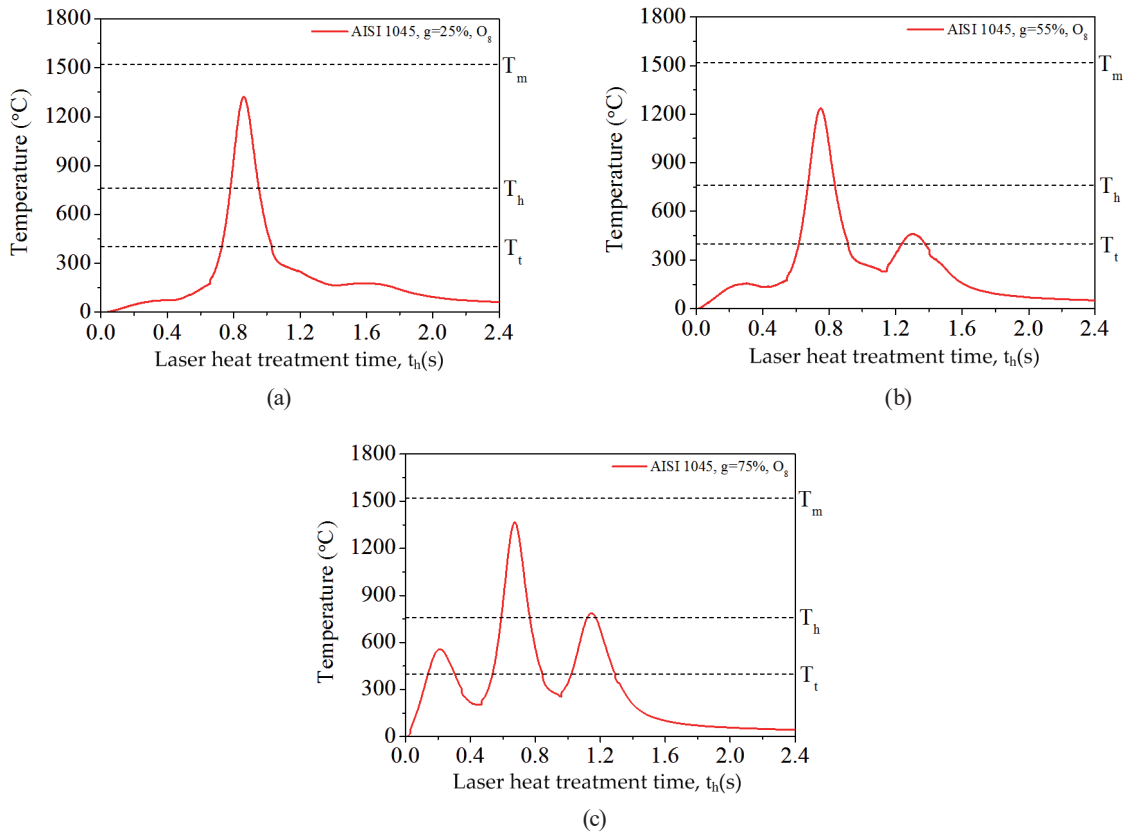 1800
1500
1200
900
600
300
0
Temperature (°C)
AISI 1045, g=25%, O₈
Tₘ
Tₕ
Tₜ
0.0 0.4 0.8 1.2 1.6 2.0 2.4
Laser heat treatment time, tₕ(s)
(a)
1800
1500
1200
900
600
300
0
Temperature (°C)
AISI 1045, g=55%, O₈
Tₘ
Tₕ
Tₜ
0.0 0.4 0.8 1.2 1.6 2.0 2.4
Laser heat treatment time, tₕ(s)
(b)
1800
1500
1200
900
600
300
0
Temperature (°C)
AISI 1045, g=75%, O₈
Tₘ
Tₕ
Tₜ
0.0 0.4 0.8 1.2 1.6 2.0 2.4
Laser heat treatment time, tₕ(s)
(c)